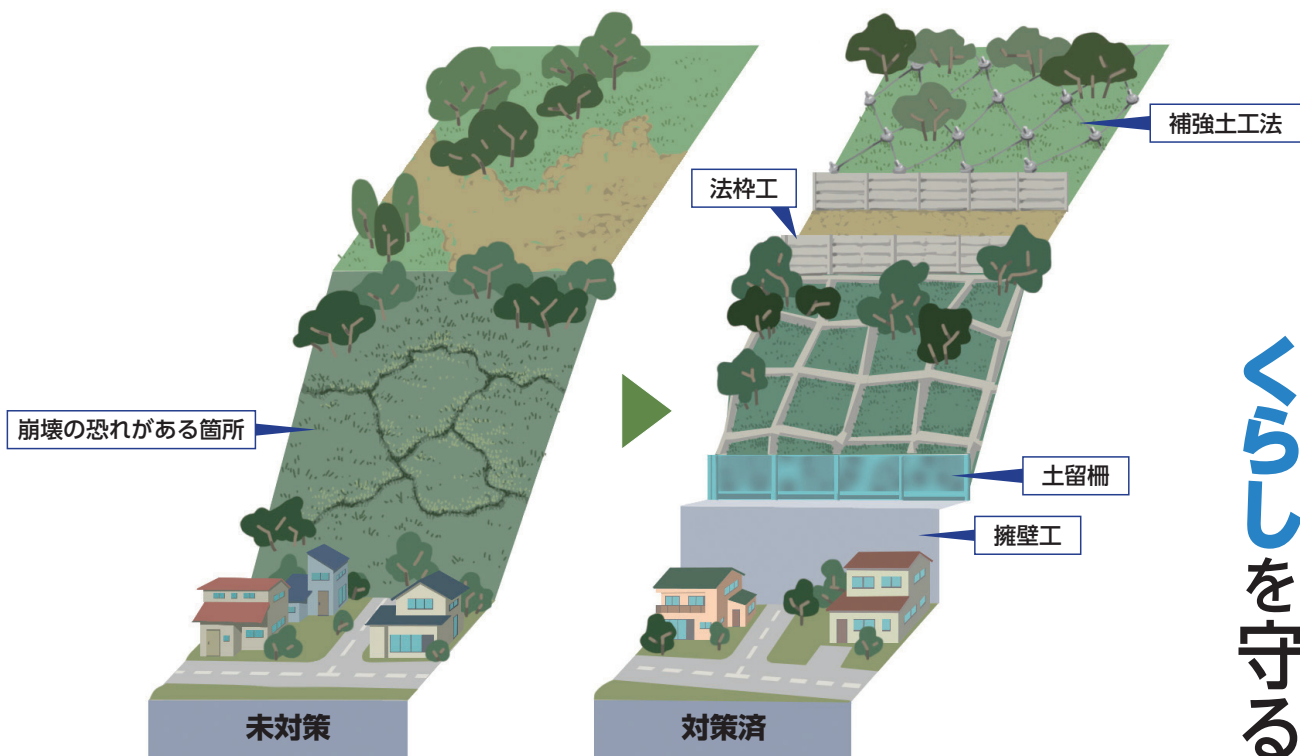 補強土工法
法枠工
崩壊の恐れがある箇所
土留柵
擁壁工
未対策
対策済
くらしを守る